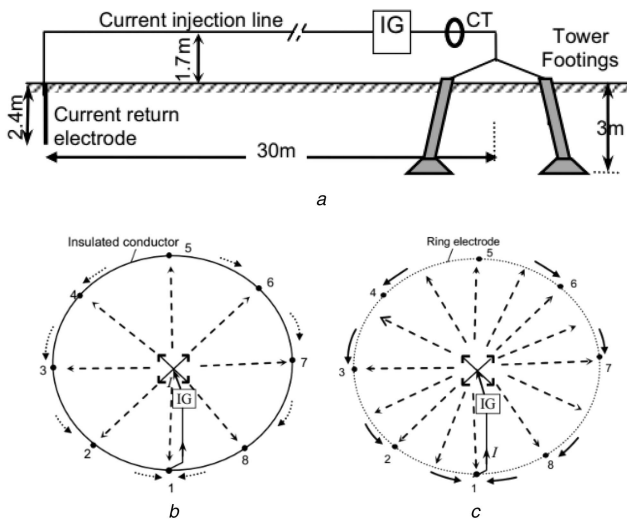 Current injection line
IG
CT
Tower
Footings
1.7m
2.4m
Current return
electrode
30m
3m
a
Insulated conductor
5
4
6
3
7
IG
2
8
1
b
Ring electrode
5
4
6
3
7
IG
I
2
8
1
c